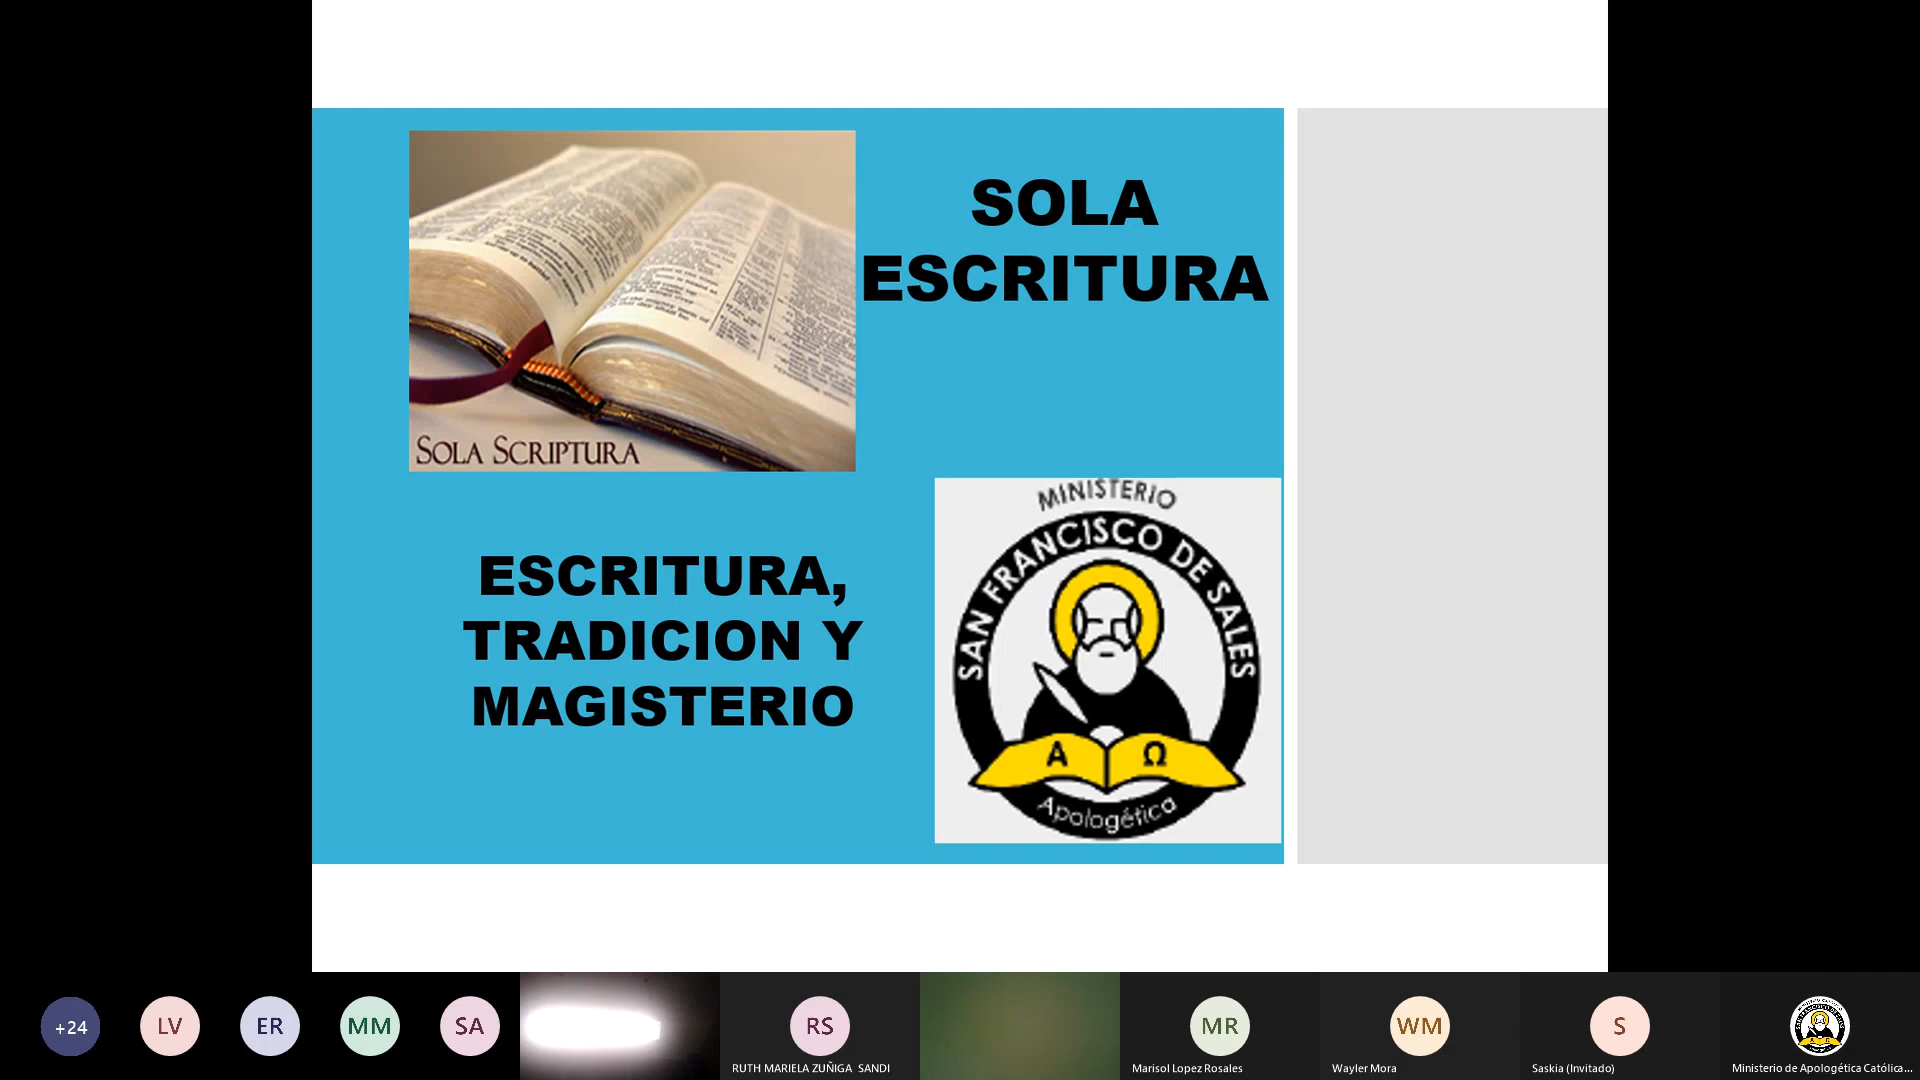 SOLA
ESCRITURA
SOLA SCRIPTURA
ESCRITURA,
TRADICION Y
MAGISTERIO
MINISTERIO
SAN FRANCISCO DE SALES
Α Ω
Apologética
+24
LV
ER
MM
SA
RS
RUTH MARIELA ZUÑIGA SANDI
MR
Marisol Lopez Rosales
WM
Wayler Mora
S
Saskia (Invitado)
Ministerio de Apologética Católica...